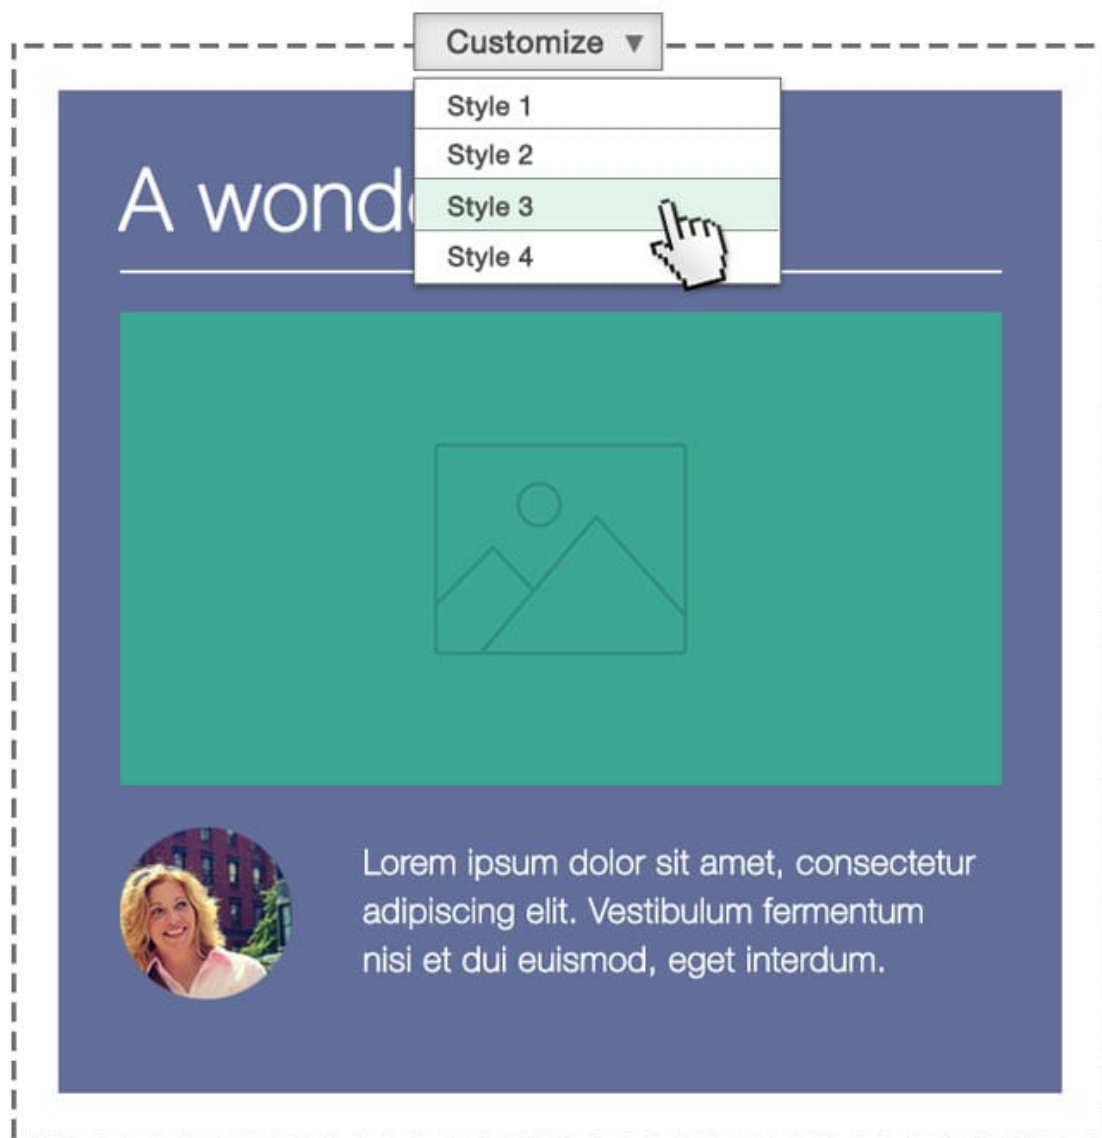 Customize
Style 1
Style 2
Style 3
Style 4
A
Lorem ipsum dolor sit amet, consectetur
adipiscing elit. Vestibulum fermentum
nisi et dui euismod, eget interdum.